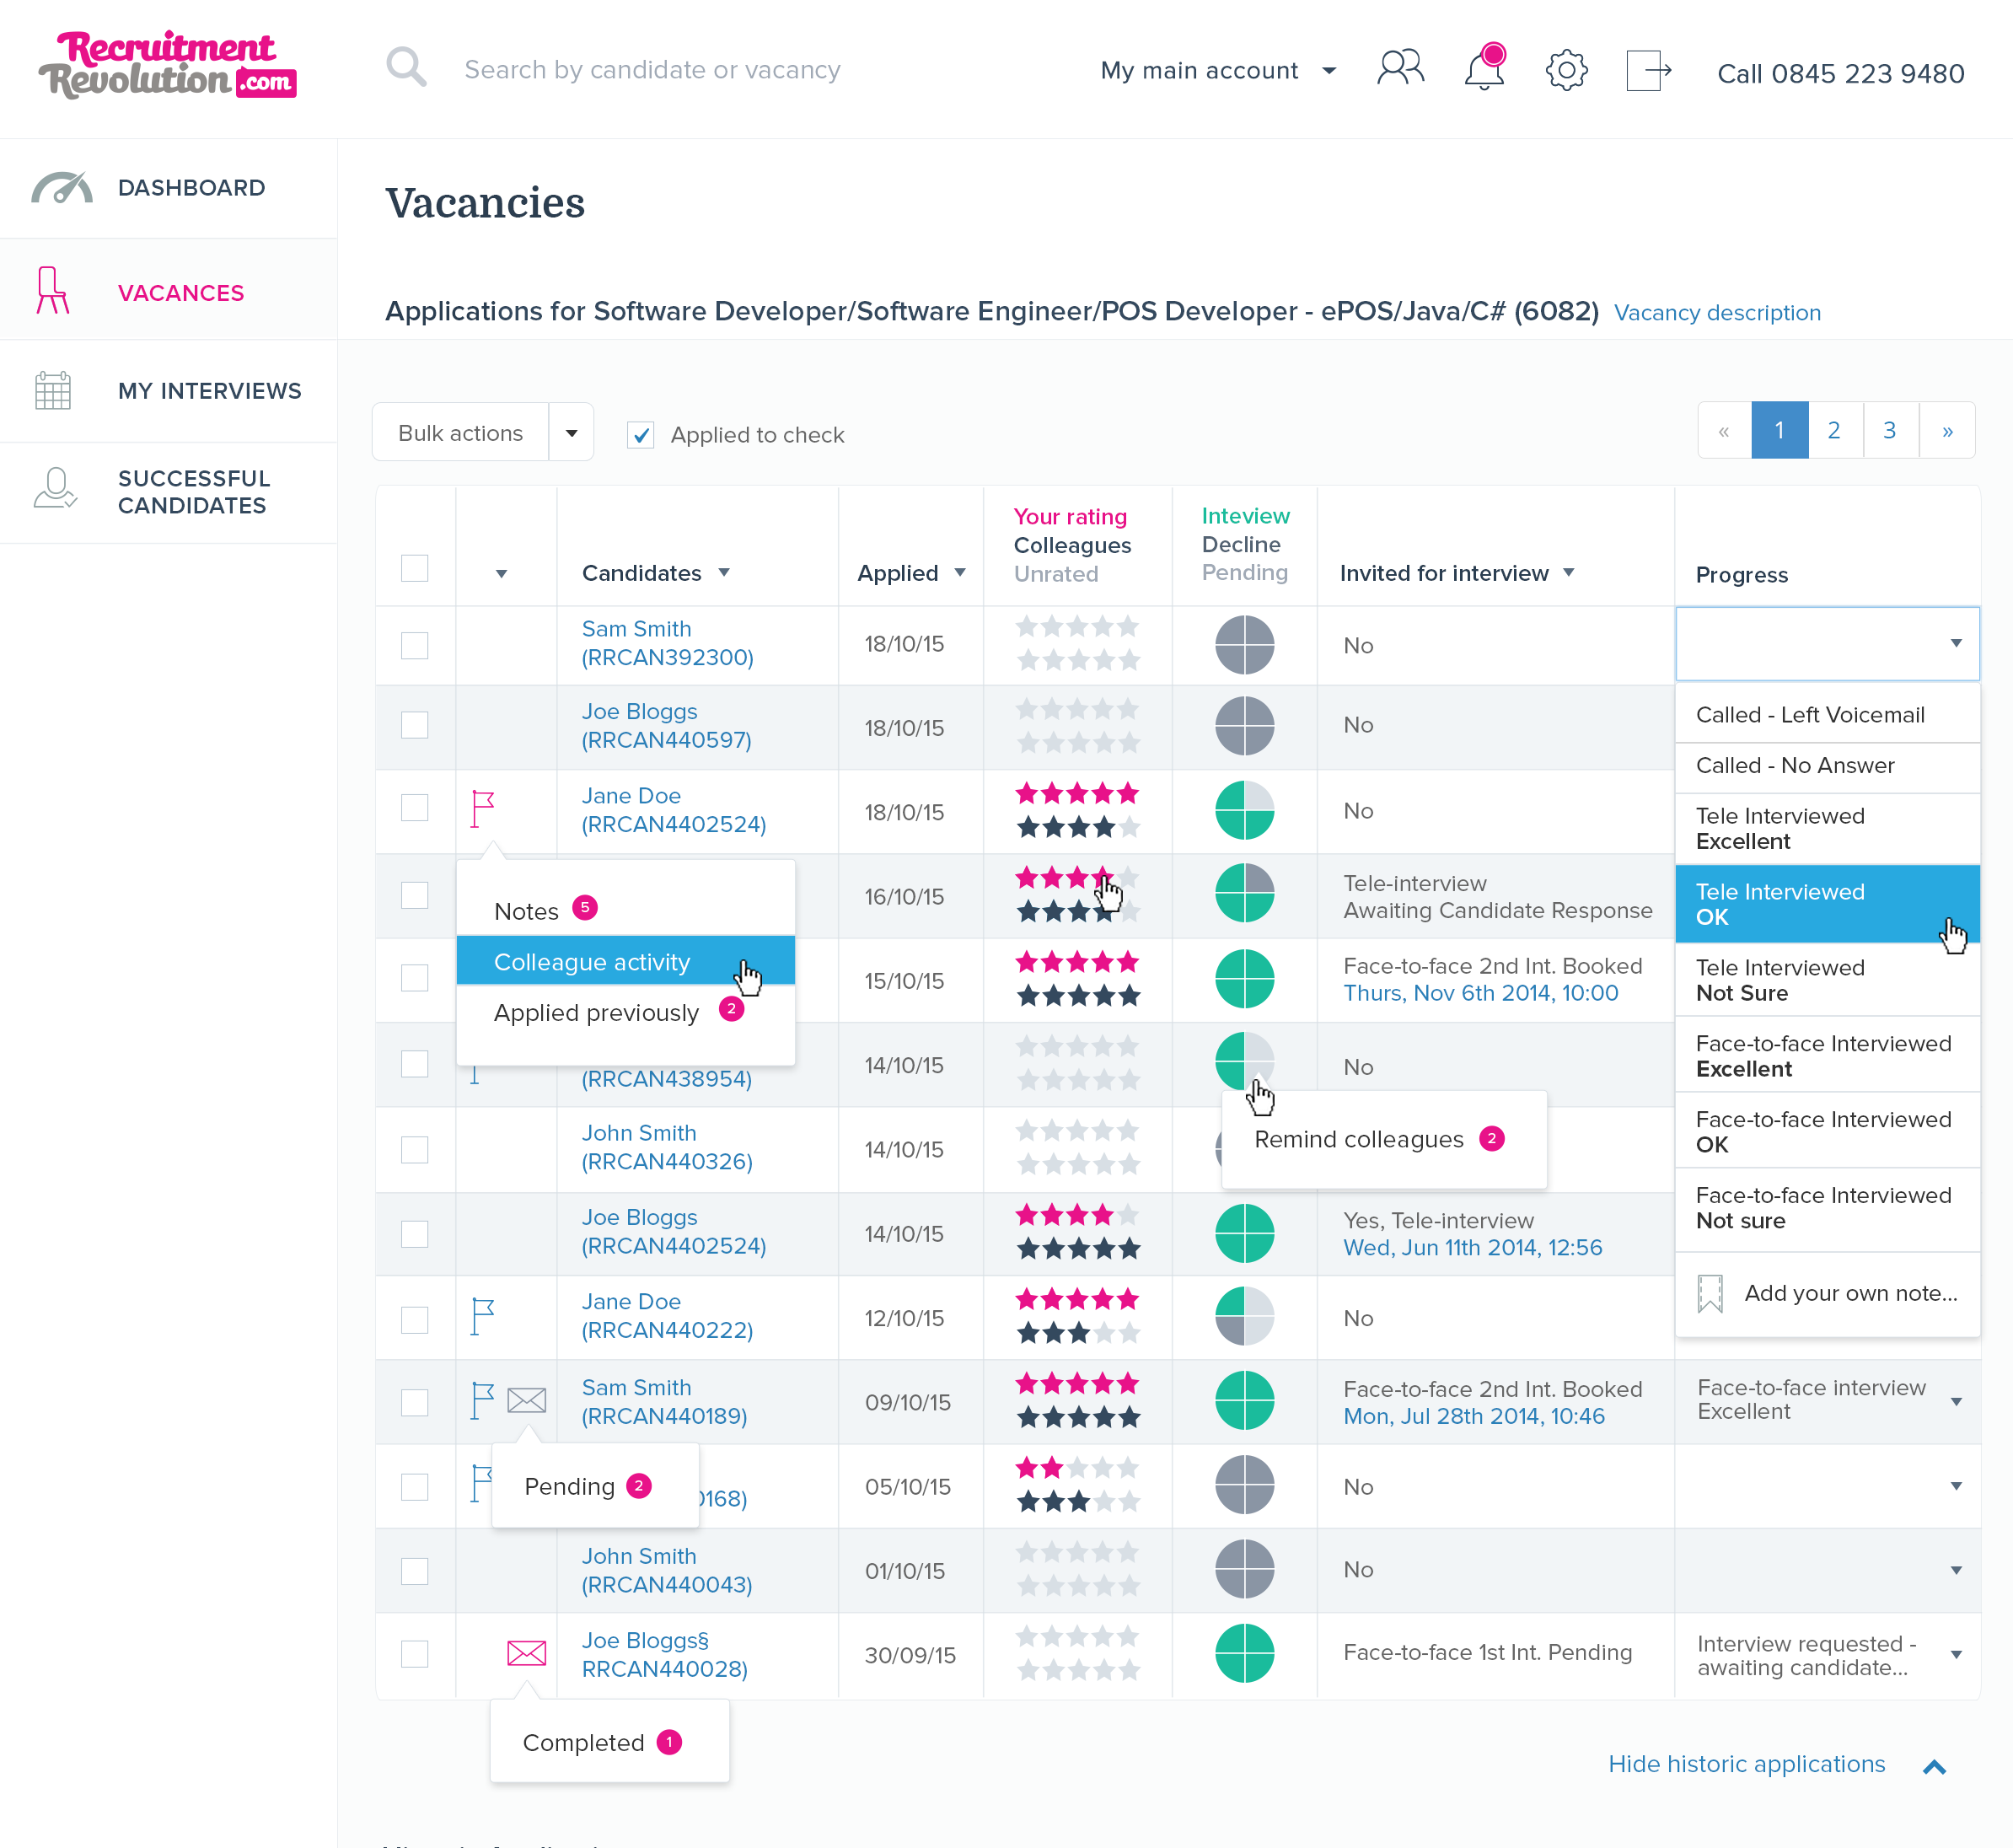 Recruitment
Revolution.com
Search by candidate or vacancy
My main account
Call 0845 223 9480
DASHBOARD
VACANCES
MY INTERVIEWS
SUCCESSFUL
CANDIDATES
Vacancies
Applications for Software Developer/Software Engineer/POS Developer - ePOS/Java/C# (6082) Vacancy description
Bulk actions
Applied to check
« 1 2 3 »
Candidates
Applied
Your rating
Colleagues
Unrated
Inteview
Decline
Pending
Invited for interview
Progress
Sam Smith
(RRCAN392300)
18/10/15
No
Joe Bloggs
(RRCAN440597)
18/10/15
No
Jane Doe
(RRCAN4402524)
18/10/15
No
16/10/15
Tele-interview
Awaiting Candidate Response
15/10/15
Face-to-face 2nd Int. Booked
Thurs, Nov 6th 2014, 10:00
(RRCAN438954)
14/10/15
No
John Smith
(RRCAN440326)
14/10/15
Joe Bloggs
(RRCAN4402524)
14/10/15
Yes, Tele-interview
Wed, Jun 11th 2014, 12:56
Jane Doe
(RRCAN440222)
12/10/15
No
Sam Smith
(RRCAN440189)
09/10/15
Face-to-face 2nd Int. Booked
Mon, Jul 28th 2014, 10:46
Face-to-face interview
Excellent
0168)
05/10/15
No
John Smith
(RRCAN440043)
01/10/15
No
Joe Bloggs§
RRCAN440028)
30/09/15
Face-to-face 1st Int. Pending
Interview requested -
awaiting candidate...
Notes 5
Colleague activity
Applied previously 2
Remind colleagues 2
Pending 2
Completed 1
Called - Left Voicemail
Called - No Answer
Tele Interviewed
Excellent
Tele Interviewed
OK
Tele Interviewed
Not Sure
Face-to-face Interviewed
Excellent
Face-to-face Interviewed
OK
Face-to-face Interviewed
Not sure
Add your own note...
Hide historic applications